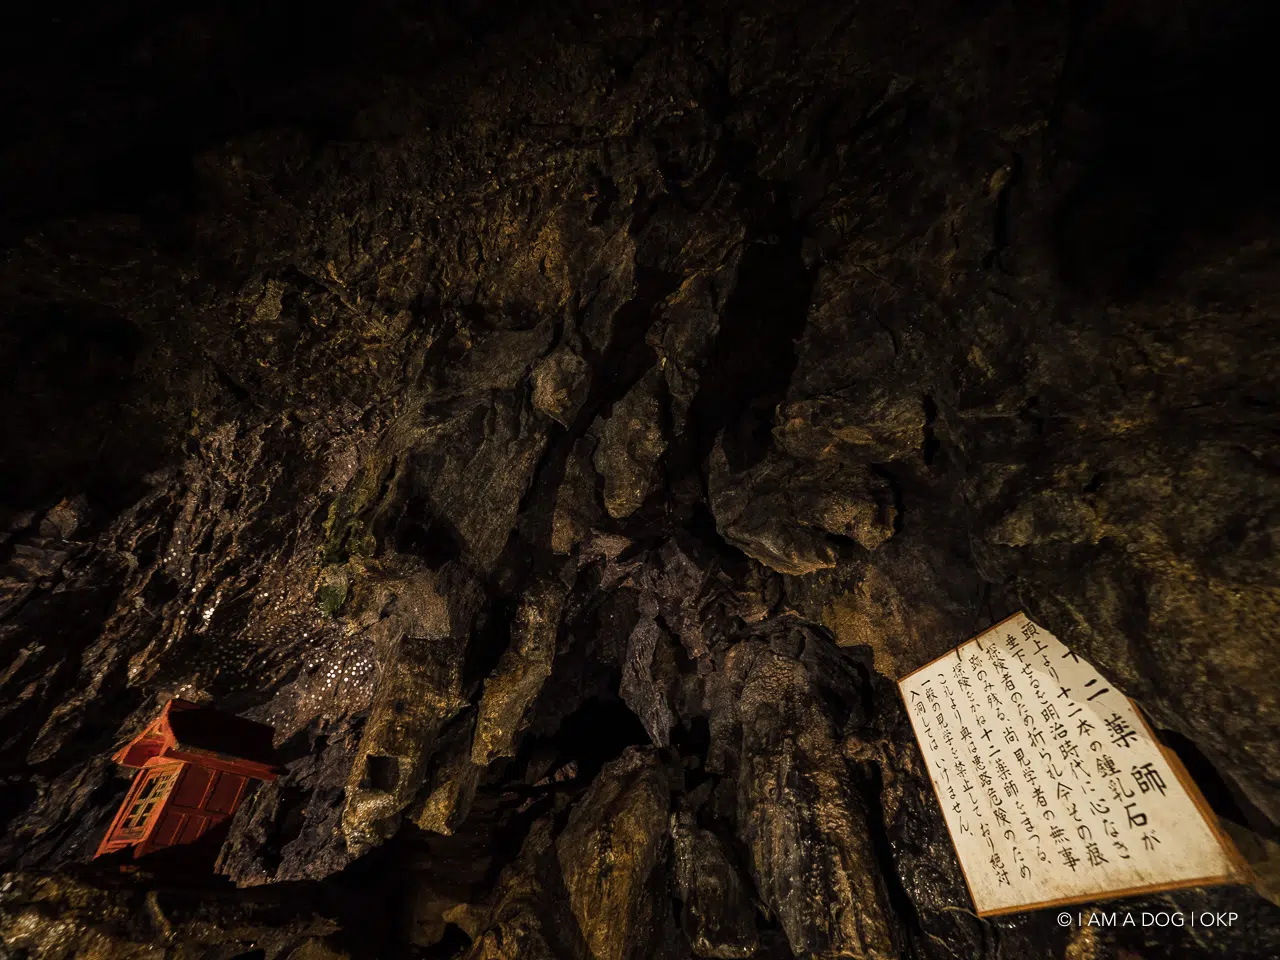 十二薬師
頭上より十二本の鍾乳石が
垂下せるを明治時代に心なき
探険者のため折られ今その痕
跡のみ残る、尚見学者の無事
探険をかね十二薬師をまつる、
これより奥は悪路危険のため
一般の見学を禁止しており絶対
入洞してはいけません。
© I AM A DOG | OKP